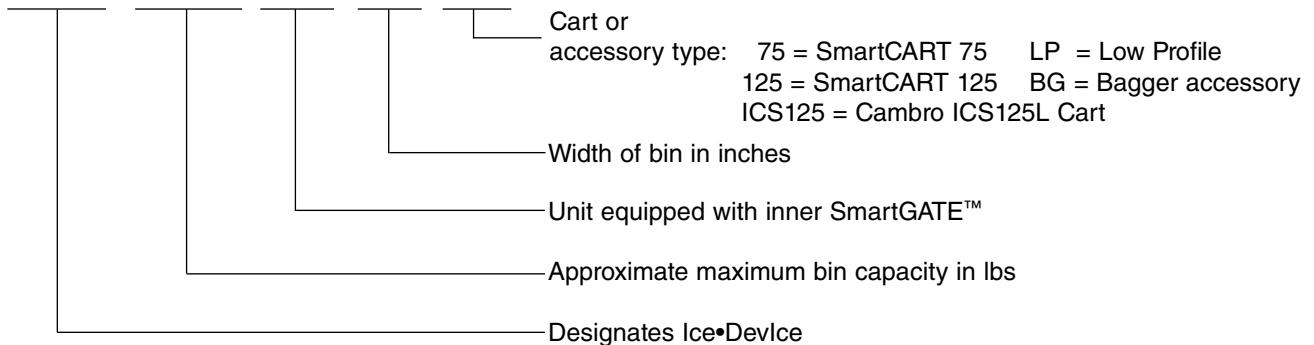 Cart or
accessory type: 75 = SmartCART 75 LP = Low Profile
125 = SmartCART 125 BG = Bagger accessory
ICS125 = Cambro ICS125L Cart
Width of bin in inches
Unit equipped with inner SmartGATE™
Approximate maximum bin capacity in lbs
Designates Ice•DevIce